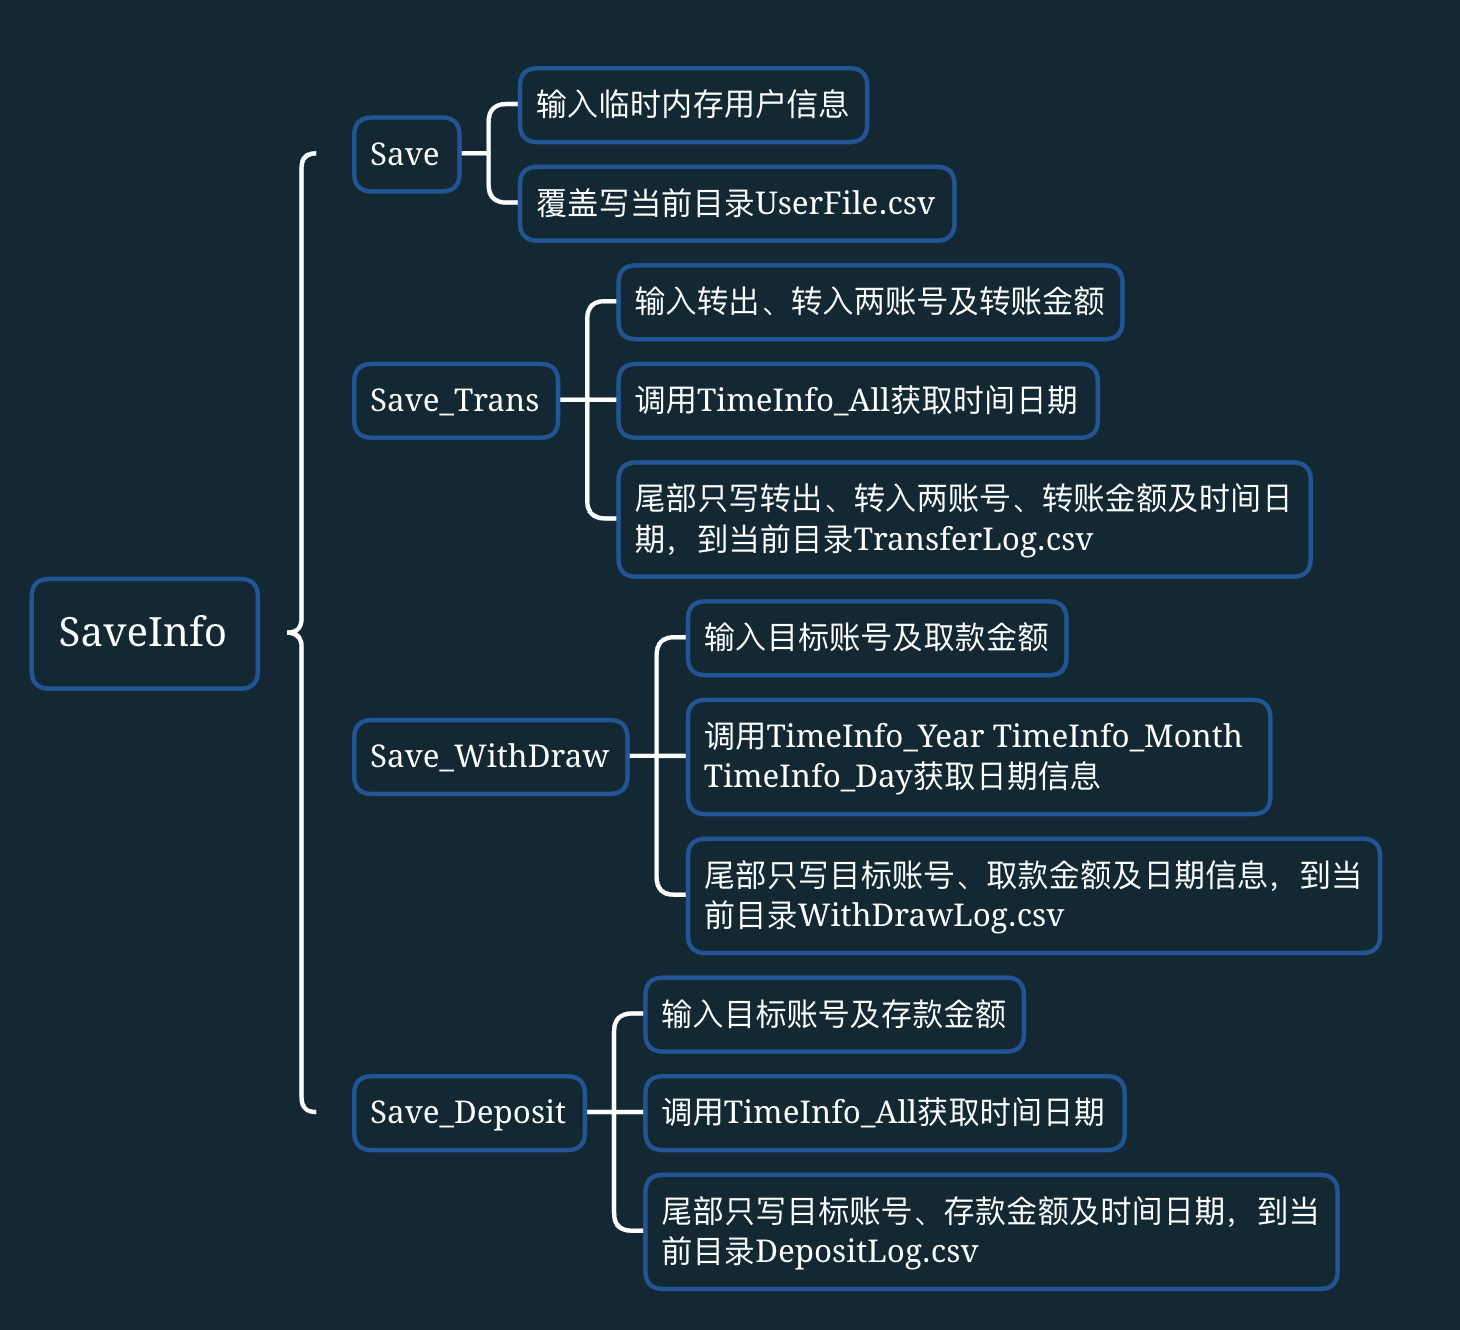 SaveInfo
Save
输入临时内存用户信息
覆盖写当前目录UserFile.csv
Save_Trans
输入转出、转入两账号及转账金额
调用TimeInfo_All获取时间日期
尾部只写转出、转入两账号、转账金额及时间日
期，到当前目录TransferLog.csv
Save_WithDraw
输入目标账号及取款金额
调用TimeInfo_Year TimeInfo_Month
TimeInfo_Day获取日期信息
尾部只写目标账号、取款金额及日期信息，到当
前目录WithDrawLog.csv
Save_Deposit
输入目标账号及存款金额
调用TimeInfo_All获取时间日期
尾部只写目标账号、存款金额及时间日期，到当
前目录DepositLog.csv